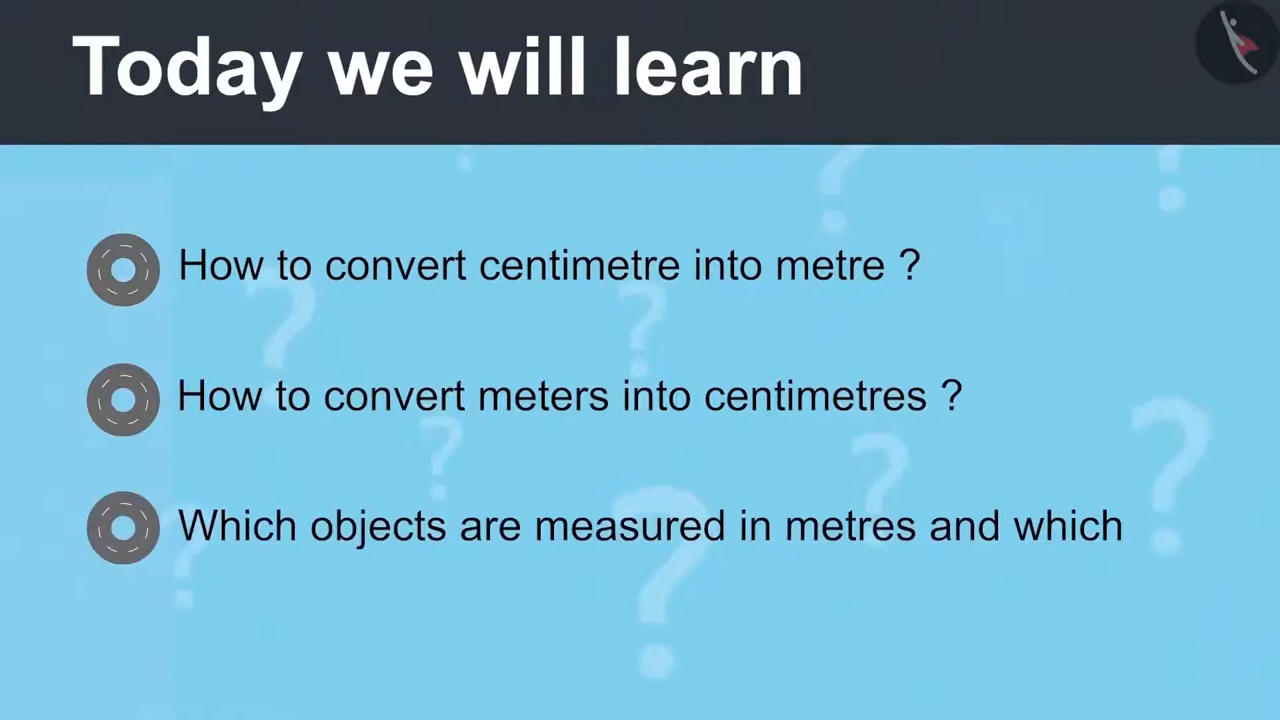 Today we will learn
How to convert centimetre into metre ?
How to convert meters into centimetres ?
Which objects are measured in metres and which